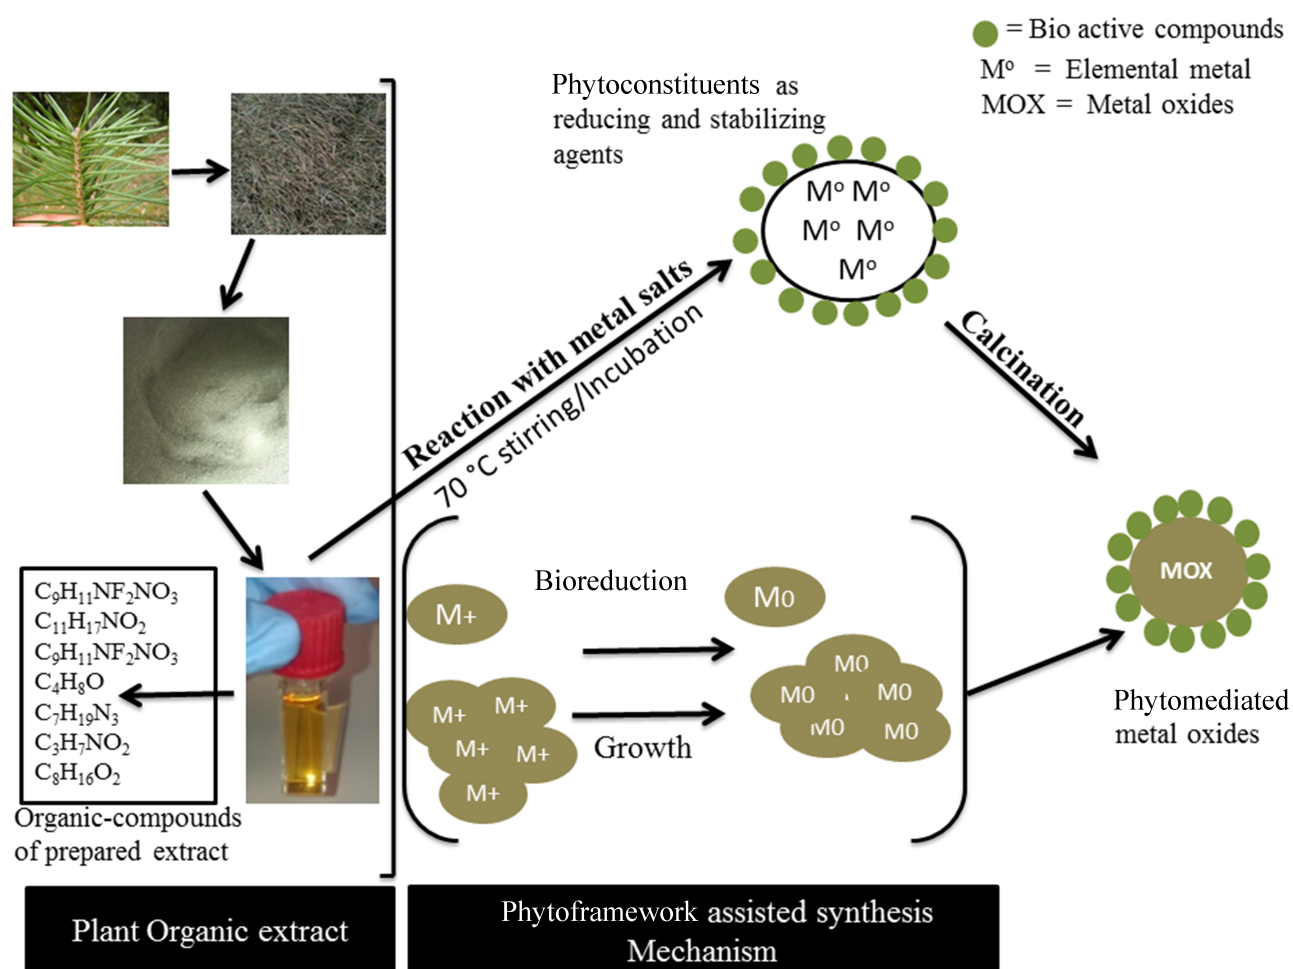 = Bio active compounds
Mᵒ = Elemental metal
MOX = Metal oxides
Phytoconstituents as
reducing and stabilizing
agents
Mᵒ Mᵒ
Mᵒ Mᵒ
Mᵒ
Reaction with metal salts
70 °C stirring/Incubation
Calcination
MOX
Phytomediated
metal oxides
C₉H₁₁NF₂NO₃
C₁₁H₁₇NO₂
C₉H₁₁NF₂NO₃
C₄H₈O
C₇H₁₉N₃
C₃H₇NO₂
C₈H₁₆O₂
Organic-compounds
of prepared extract
Bioreduction
M+
M0
Growth
M+
M+
M+
M+
M+
M0
M0
M0
M0
M0
Plant Organic extract
Phytoframework assisted synthesis
Mechanism